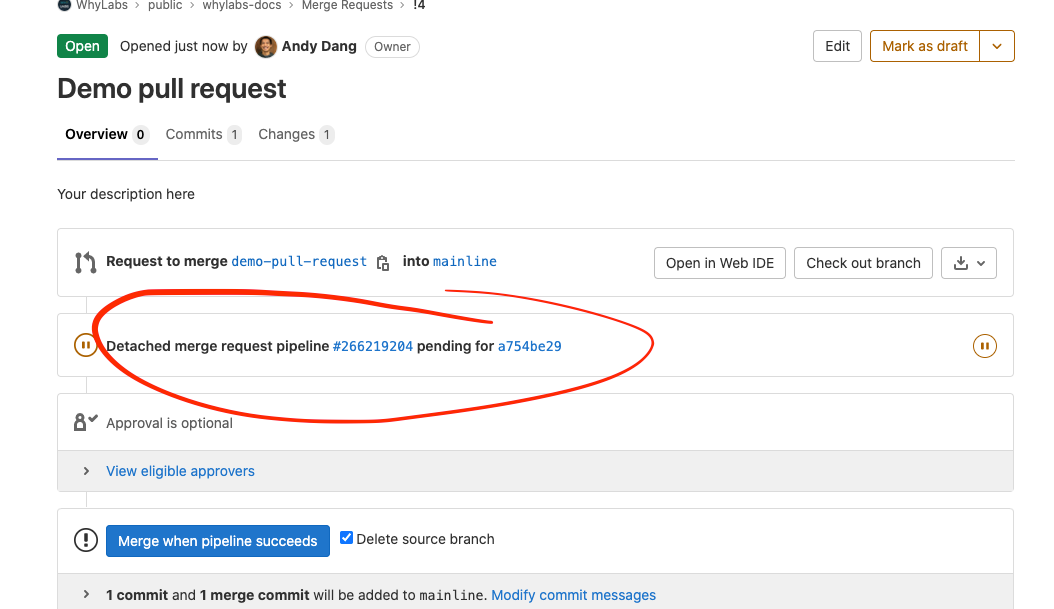 WhyLabs › public › whylabs-docs › Merge Requests › !4
Open Opened just now by Andy Dang Owner Edit Mark as draft
Demo pull request
Overview 0 Commits 1 Changes 1
Your description here
Request to merge demo-pull-request into mainline Open in Web IDE Check out branch
Detached merge request pipeline #266219204 pending for a754be29
Approval is optional
View eligible approvers
Merge when pipeline succeeds Delete source branch
1 commit and 1 merge commit will be added to mainline. Modify commit messages